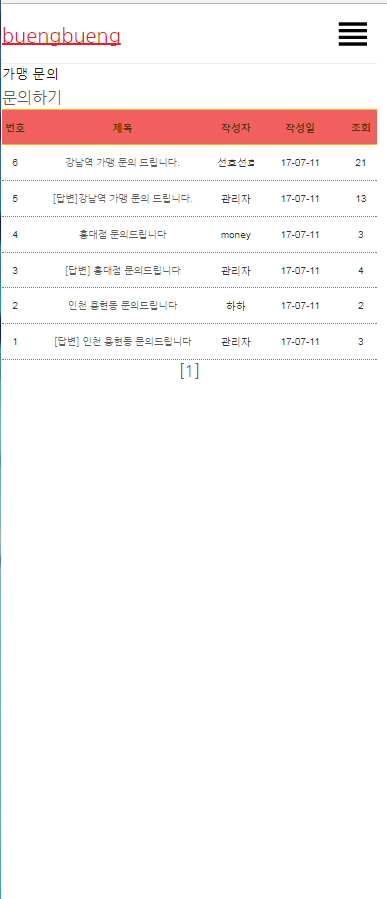 buengbueng
가맹 문의
문의하기
번호 제목 작성자 작성일 조회
6 강남역 가맹 문의 드립니다. 선호선호 17-07-11 21
5 [답변]강남역 가맹 문의 드립니다. 관리자 17-07-11 13
4 홍대점 문의드립니다 money 17-07-11 3
3 [답변] 홍대점 문의드립니다 관리자 17-07-11 4
2 인천 용현동 문의드립니다 하하 17-07-11 2
1 [답변] 인천 용현동 문의드립니다 관리자 17-07-11 3
[1]